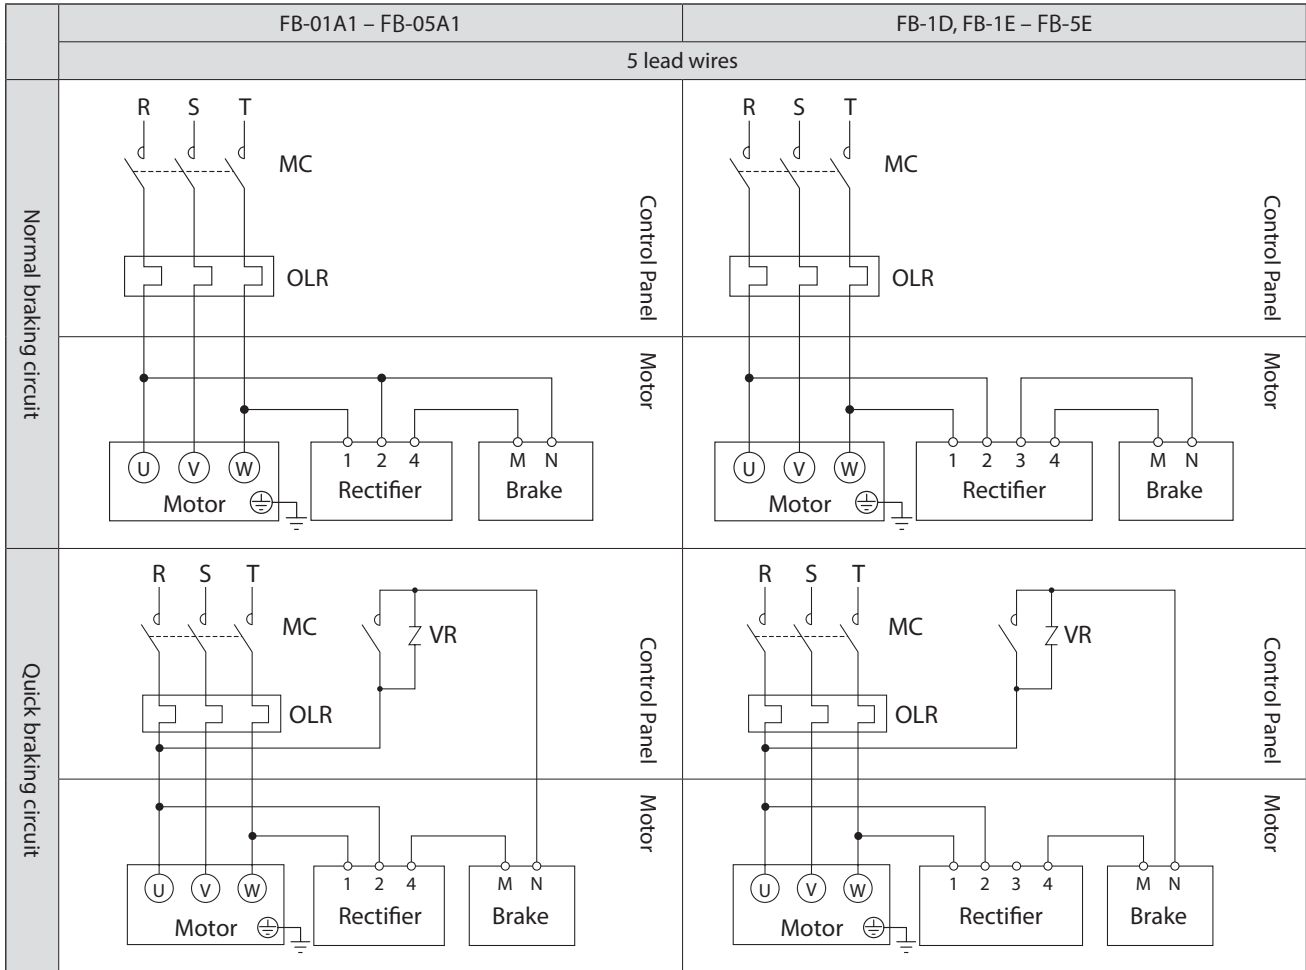 FB-01A1 – FB-05A1
FB-1D, FB-1E – FB-5E
5 lead wires
Normal braking circuit
R S T
MC
OLR
Control Panel
Motor
U V W
Motor
1 2 4
Rectifier
M N
Brake
R S T
MC
OLR
Control Panel
Motor
U V W
Motor
1 2 3 4
Rectifier
M N
Brake
Quick braking circuit
R S T
MC
VR
OLR
Control Panel
Motor
U V W
Motor
1 2 4
Rectifier
M N
Brake
R S T
MC
VR
OLR
Control Panel
Motor
U V W
Motor
1 2 3 4
Rectifier
M N
Brake